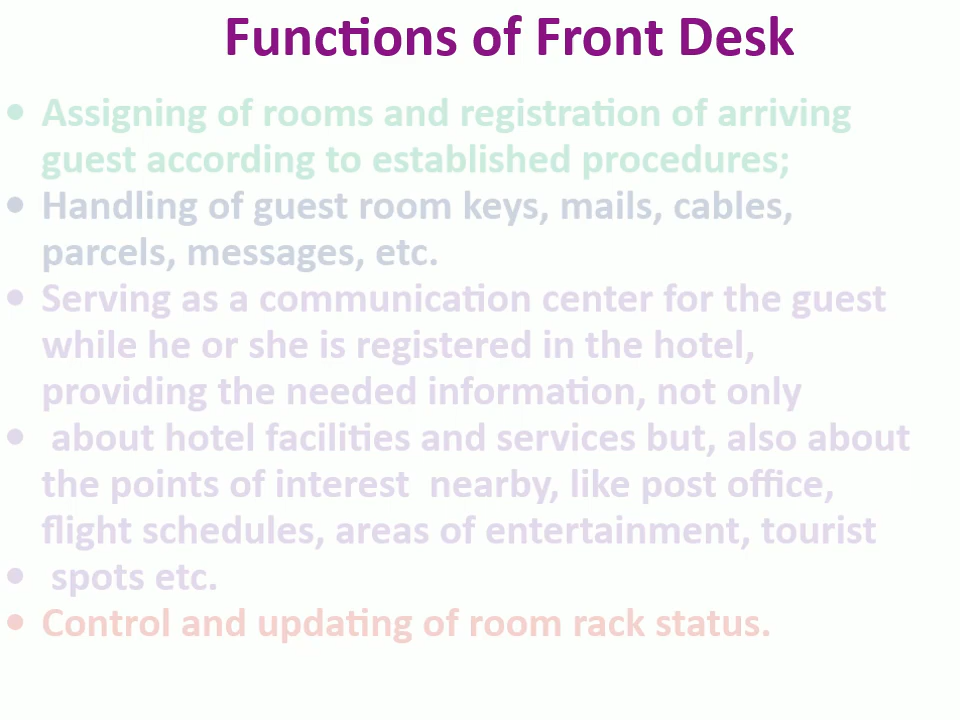 Functions of Front Desk
• Assigning of rooms and registration of arriving
guest according to established procedures;
• Handling of guest room keys, mails, cables,
parcels, messages, etc.
• Serving as a communication center for the guest
while he or she is registered in the hotel,
providing the needed information, not only
• about hotel facilities and services but, also about
the points of interest  nearby, like post office,
flight schedules, areas of entertainment, tourist
• spots etc.
• Control and updating of room rack status.